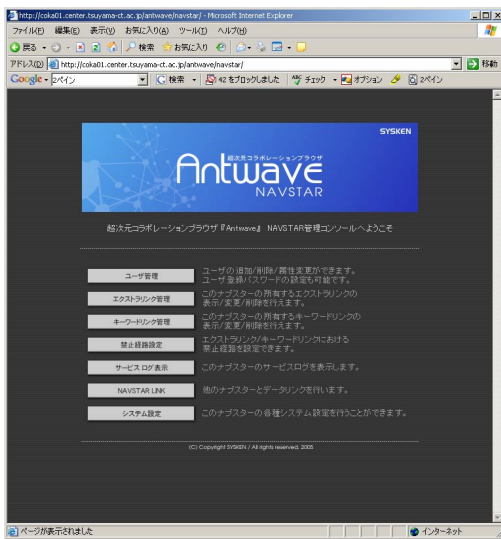 http://coka01.center.tsuyama-ct.ac.jp/antwave/navstar/ - Microsoft Internet Explorer
ファイル(F) 編集(E) 表示(V) お気に入り(A) ツール(T) ヘルプ(H)
戻る 検索 お気に入り
アドレス(D) http://coka01.center.tsuyama-ct.ac.jp/antwave/navstar/ 移動
Google 2ペイン 検索 42 をブロックしました チェック オプション 2ペイン
SYSKEN
超次元コラボレーションブラウザ
Antwave
NAVSTAR
超次元コラボレーションブラウザ『Antwave』 NAVSTAR管理コンソールへようこそ
ユーザ管理 ユーザの追加/削除/属性変更ができます。
ユーザ登録パスワードの設定も可能です。
エクストラリンク管理 このナブスターの所有するエクストラリンクの
表示/変更/削除を行えます。
キーワードリンク管理 このナブスターの所有するキーワードリンクの
表示/変更/削除を行えます。
禁止経路設定 エクストラリンク/キーワードリンクにおける
禁止経路を設定できます。
サービスログ表示 このナブスターのサービスログを表示します。
NAVSTAR LINK 他のナブスターとデータリンクを行います。
システム設定 このナブスターの各種システム設定を行うことができます。
(C) Copyright SYSKEN / All rights reserved. 2005
ページが表示されました インターネット